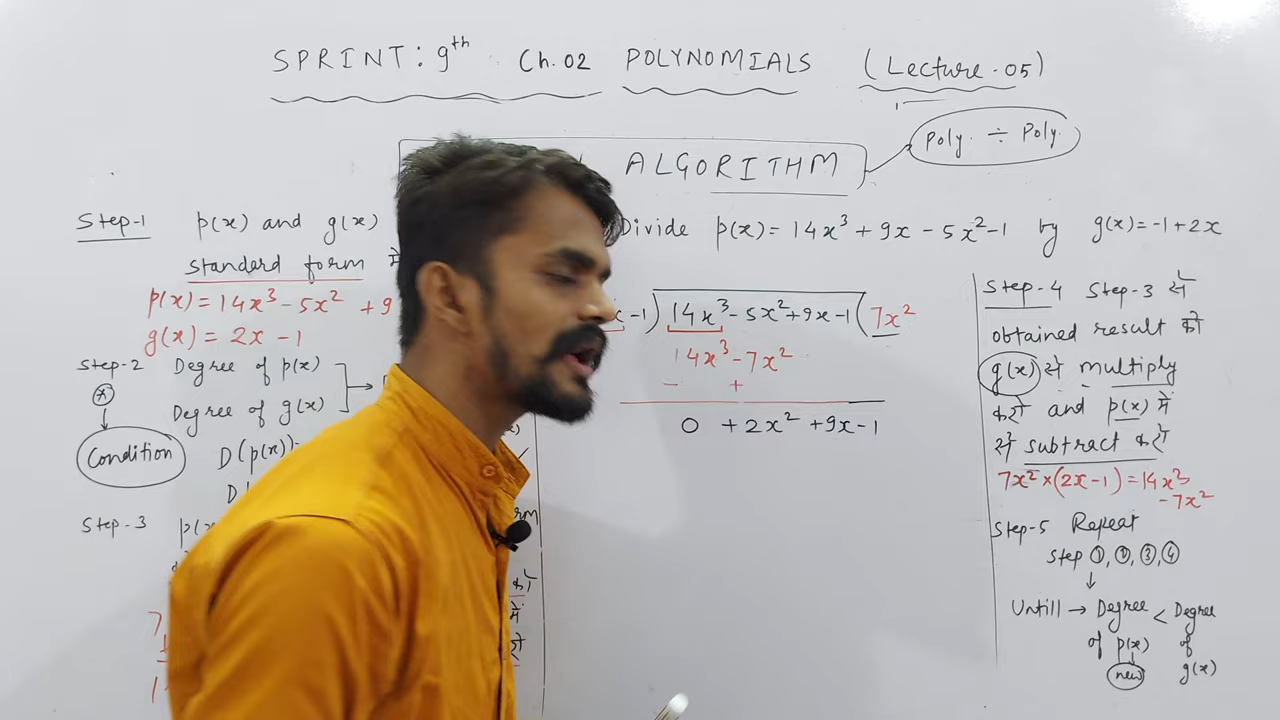 SPRINT: 9th Ch. 02 POLYNOMIALS (Lecture-05)
ALGORITHM
Poly. ÷ Poly.
Step-1 p(x) and g(x)
standard form में
p(x) = 14x³ - 5x² + 9
g(x) = 2x - 1
Step-2 Degree of p(x)
Degree of g(x)
Condition
D(p(x))
Step-3
Divide p(x) = 14x³ + 9x - 5x² - 1 by g(x) = -1 + 2x
x - 1) 14x³ - 5x² + 9x - 1 (7x²
14x³ - 7x²
- +
0 + 2x² + 9x - 1
Step-4 Step-3 से
obtained result को
g(x) से multiply
करो and p(x) में
से subtract करो
7x² × (2x - 1) = 14x³
- 7x²
Step-5 Repeat
Step ①, ②, ③, ④
↓
Untill → Degree < Degree
of p(x) of
new g(x)